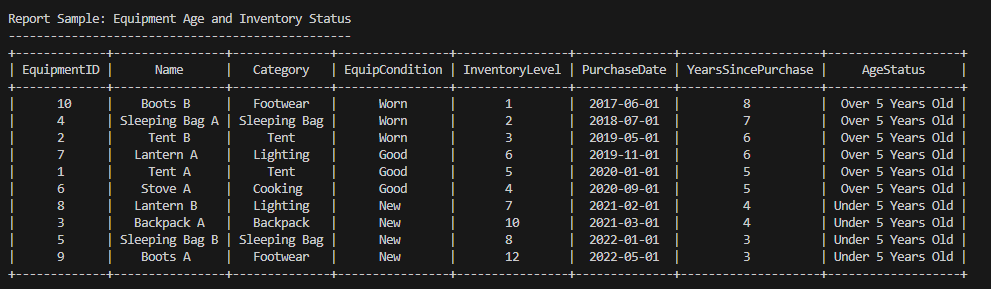 Report Sample: Equipment Age and Inventory Status
-------------------------------------------------
+-------------+----------------+--------------+----------------+----------------+--------------+--------------------+-------------------+
| EquipmentID | Name | Category | EquipCondition | InventoryLevel | PurchaseDate | YearsSincePurchase | AgeStatus |
+-------------+----------------+--------------+----------------+----------------+--------------+--------------------+-------------------+
| 10 | Boots B | Footwear | Worn | 1 | 2017-06-01 | 8 | Over 5 Years Old |
| 4 | Sleeping Bag A | Sleeping Bag | Worn | 2 | 2018-07-01 | 7 | Over 5 Years Old |
| 2 | Tent B | Tent | Worn | 3 | 2019-05-01 | 6 | Over 5 Years Old |
| 7 | Lantern A | Lighting | Good | 6 | 2019-11-01 | 6 | Over 5 Years Old |
| 1 | Tent A | Tent | Good | 5 | 2020-01-01 | 5 | Over 5 Years Old |
| 6 | Stove A | Cooking | Good | 4 | 2020-09-01 | 5 | Over 5 Years Old |
| 8 | Lantern B | Lighting | New | 7 | 2021-02-01 | 4 | Under 5 Years Old |
| 3 | Backpack A | Backpack | New | 10 | 2021-03-01 | 4 | Under 5 Years Old |
| 5 | Sleeping Bag B | Sleeping Bag | New | 8 | 2022-01-01 | 3 | Under 5 Years Old |
| 9 | Boots A | Footwear | New | 12 | 2022-05-01 | 3 | Under 5 Years Old |
+-------------+----------------+--------------+----------------+----------------+--------------+--------------------+-------------------+